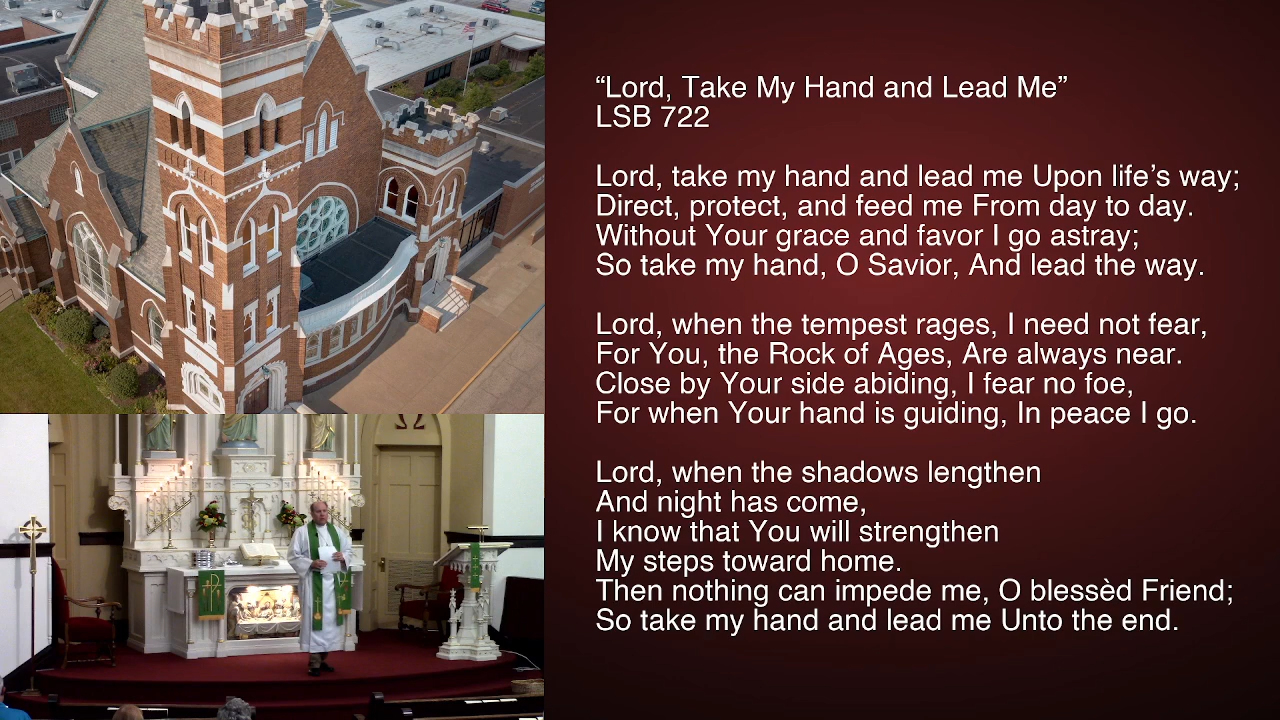 “Lord, Take My Hand and Lead Me”
LSB 722
Lord, take my hand and lead me Upon life’s way;
Direct, protect, and feed me From day to day.
Without Your grace and favor I go astray;
So take my hand, O Savior, And lead the way.
Lord, when the tempest rages, I need not fear,
For You, the Rock of Ages, Are always near.
Close by Your side abiding, I fear no foe,
For when Your hand is guiding, In peace I go.
Lord, when the shadows lengthen
And night has come,
I know that You will strengthen
My steps toward home.
Then nothing can impede me, O blessèd Friend;
So take my hand and lead me Unto the end.